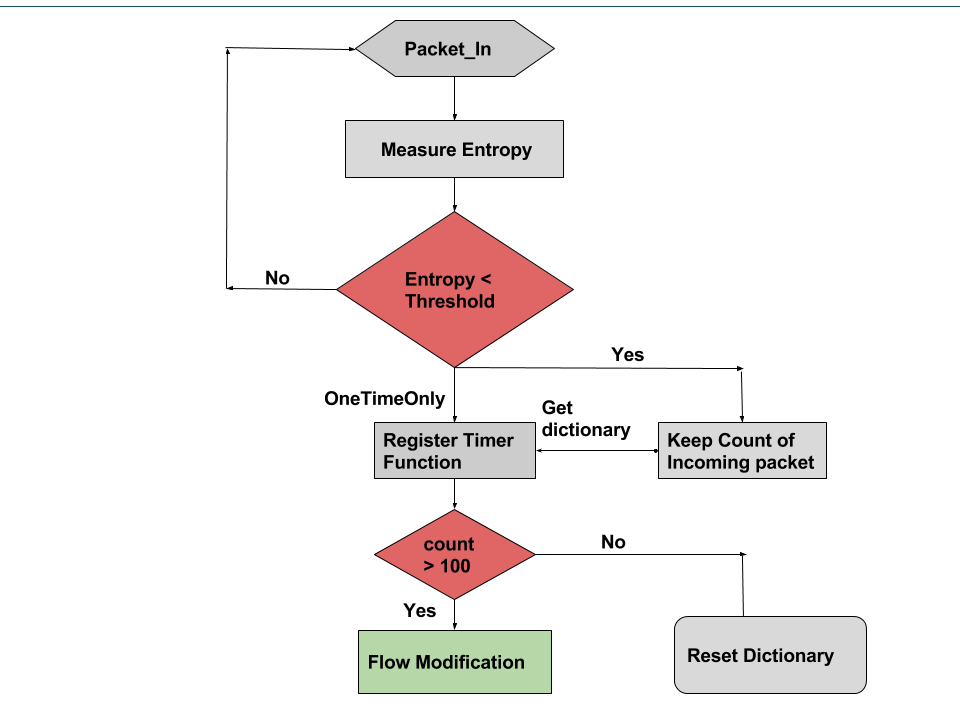 Packet_In
Measure Entropy
Entropy <
Threshold
No
Yes
OneTimeOnly
Get
dictionary
Register Timer
Function
Keep Count of
Incoming packet
count
> 100
No
Yes
Flow Modification
Reset Dictionary